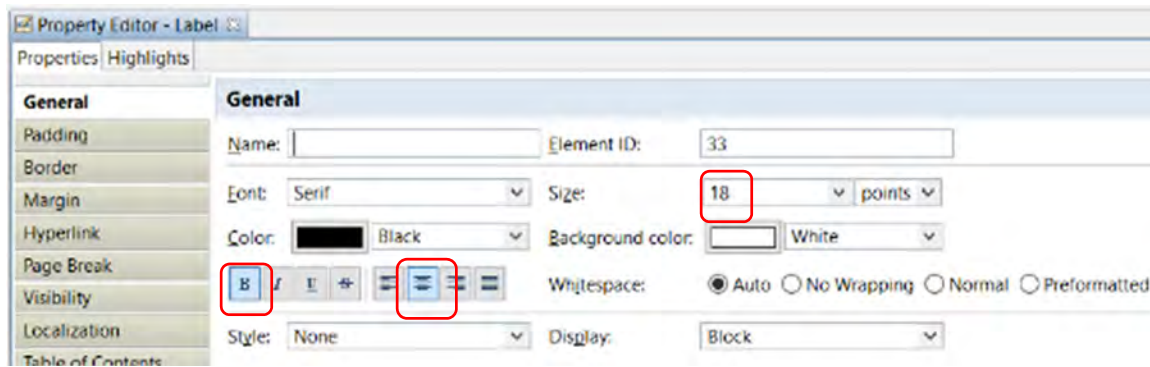 Property Editor - Label
Properties Highlights
General
Padding
Border
Margin
Hyperlink
Page Break
Visibility
Localization
Table of Contents
General
Name: Element ID: 33
Font: Serif Size: 18 points
Color: Black Background color: White
B I U S Whitespace: Auto No Wrapping Normal Preformatted
Style: None Display: Block